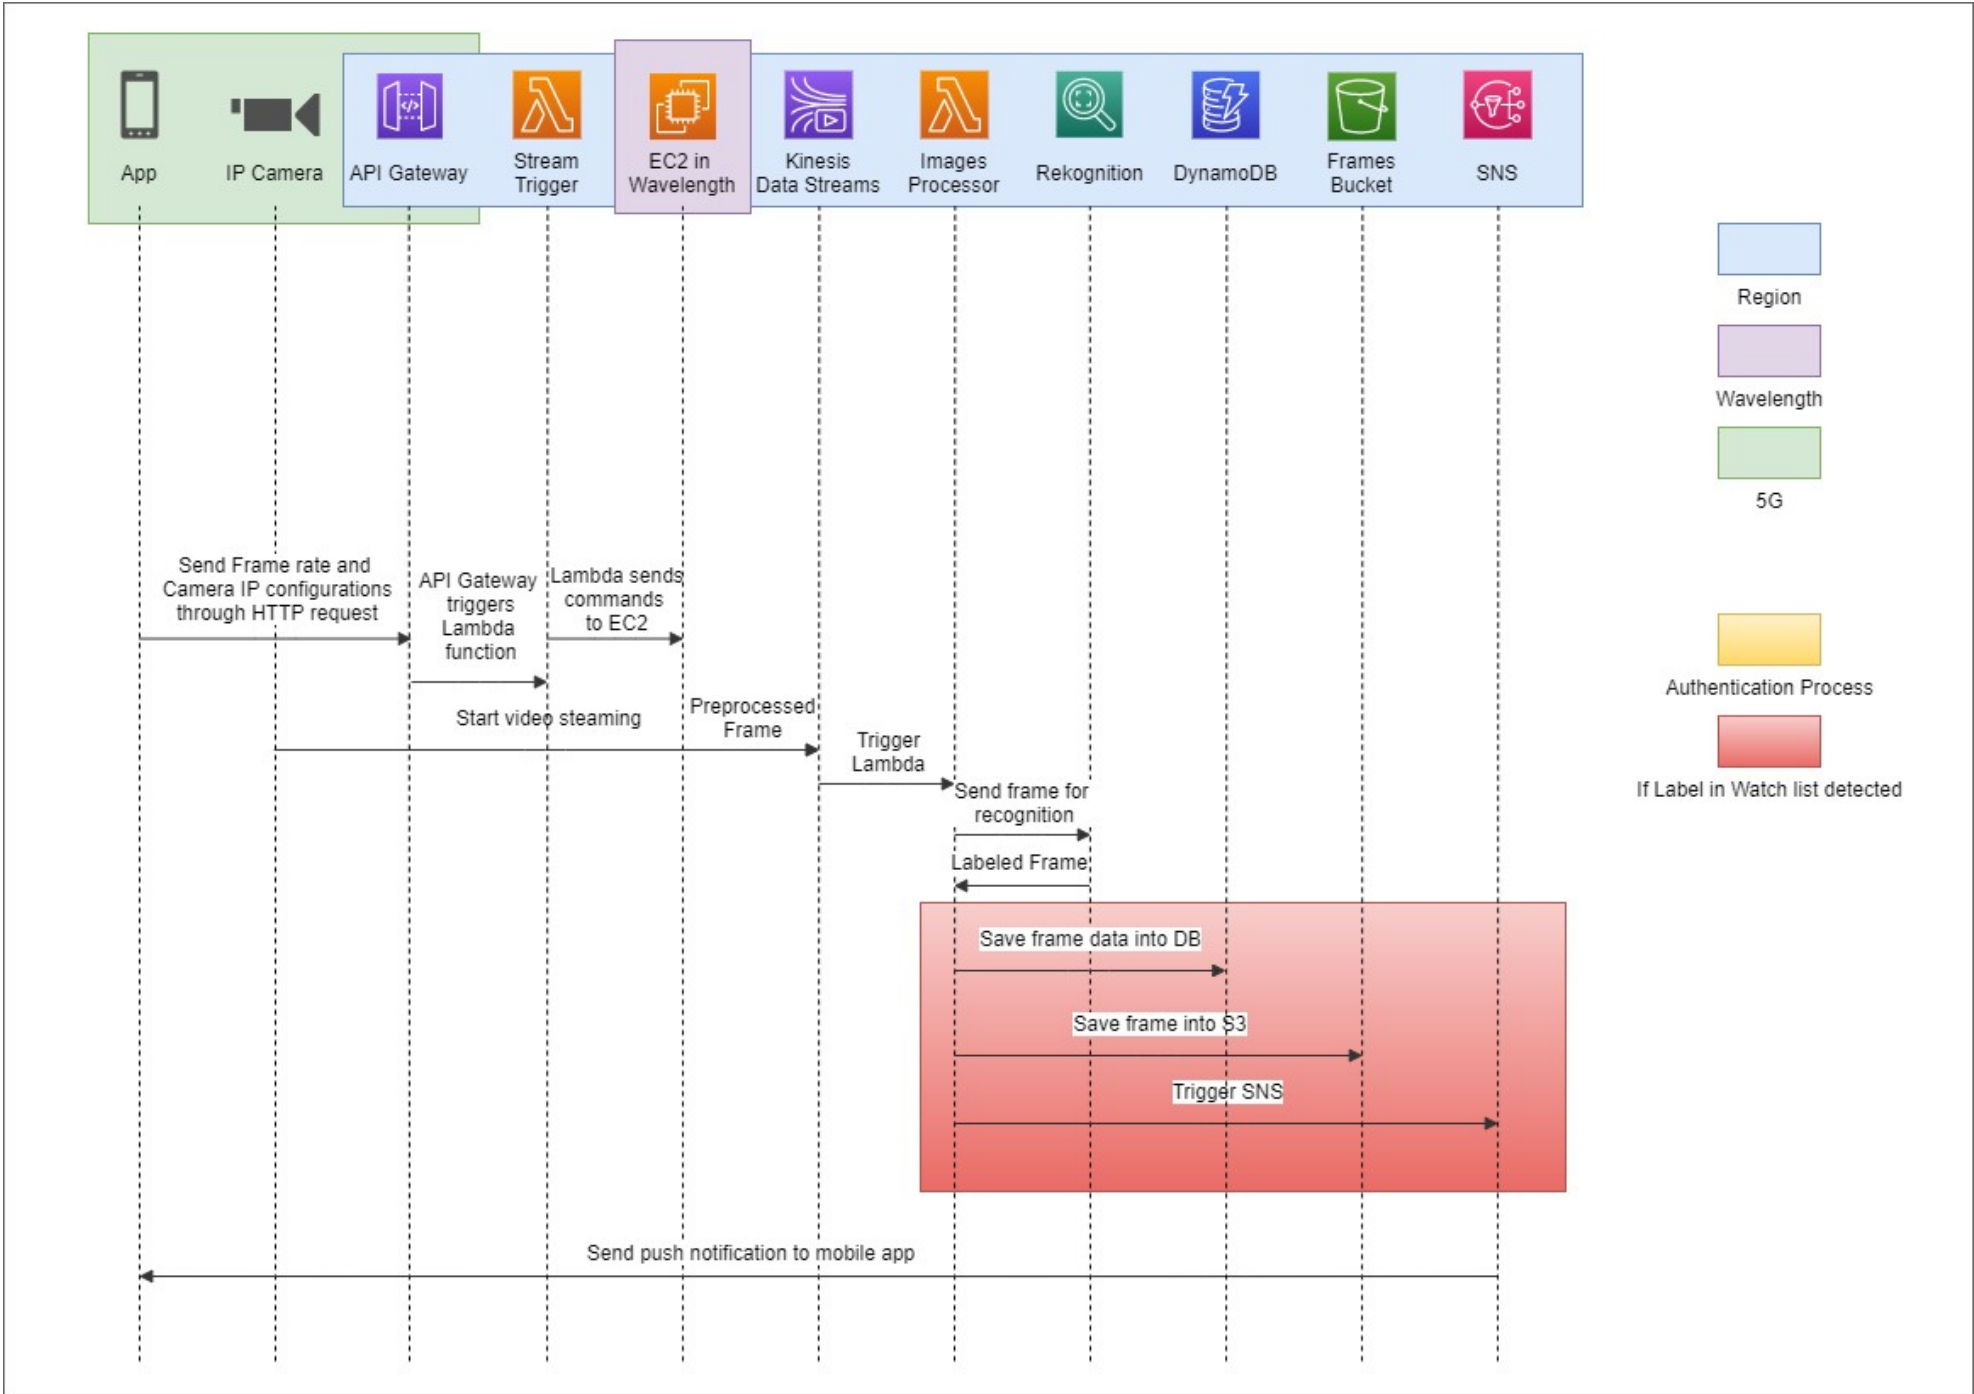 App
IP Camera
API Gateway
Stream
Trigger
EC2 in
Wavelength
Kinesis
Data Streams
Images
Processor
Rekognition
DynamoDB
Frames
Bucket
SNS
Region
Wavelength
5G
Authentication Process
If Label in Watch list detected
Send Frame rate and
Camera IP configurations
through HTTP request
API Gateway
triggers
Lambda
function
Lambda sends
commands
to EC2
Start video steaming
Preprocessed
Frame
Trigger
Lambda
Send frame for
recognition
Labeled Frame
Save frame data into DB
Save frame into S3
Trigger SNS
Send push notification to mobile app